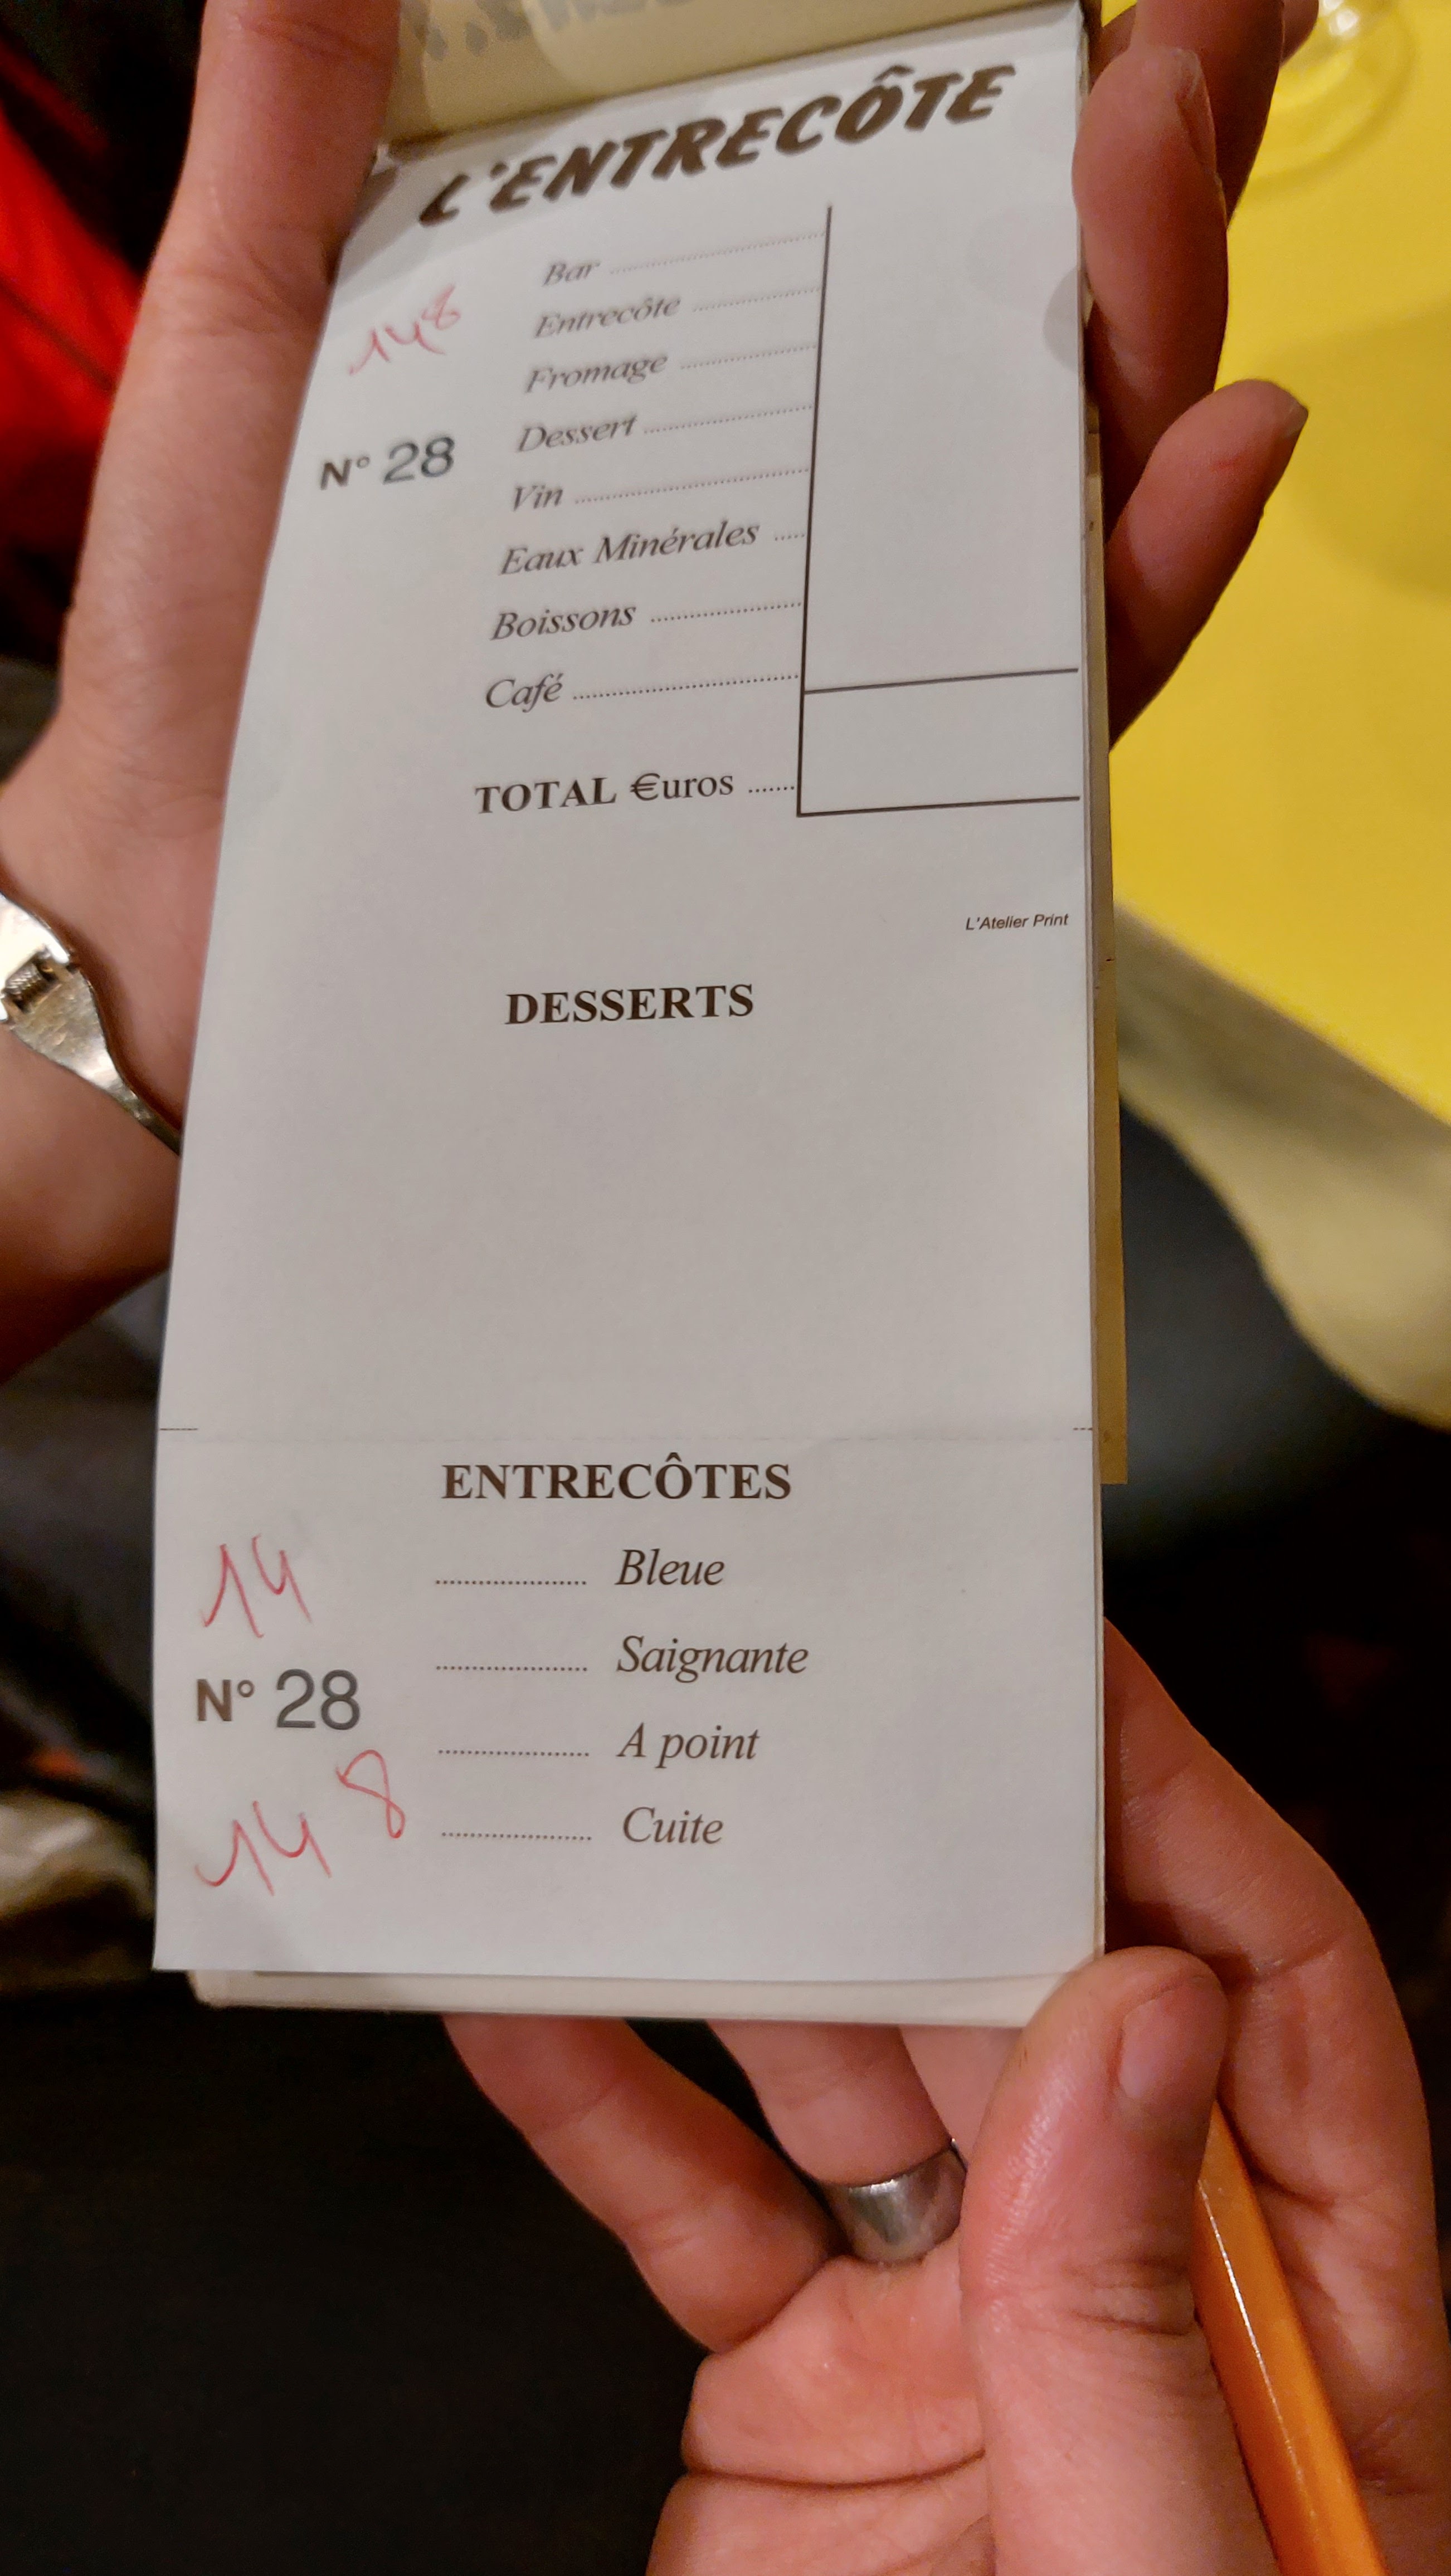 L'ENTRECÔTE
Bar
Entrecôte
148
Fromage
Dessert
N° 28
Vin
Eaux Minérales
Boissons
Café
TOTAL €uros
L'Atelier Print
DESSERTS
ENTRECÔTES
14
Bleue
Saignante
N° 28
A point
148
Cuite